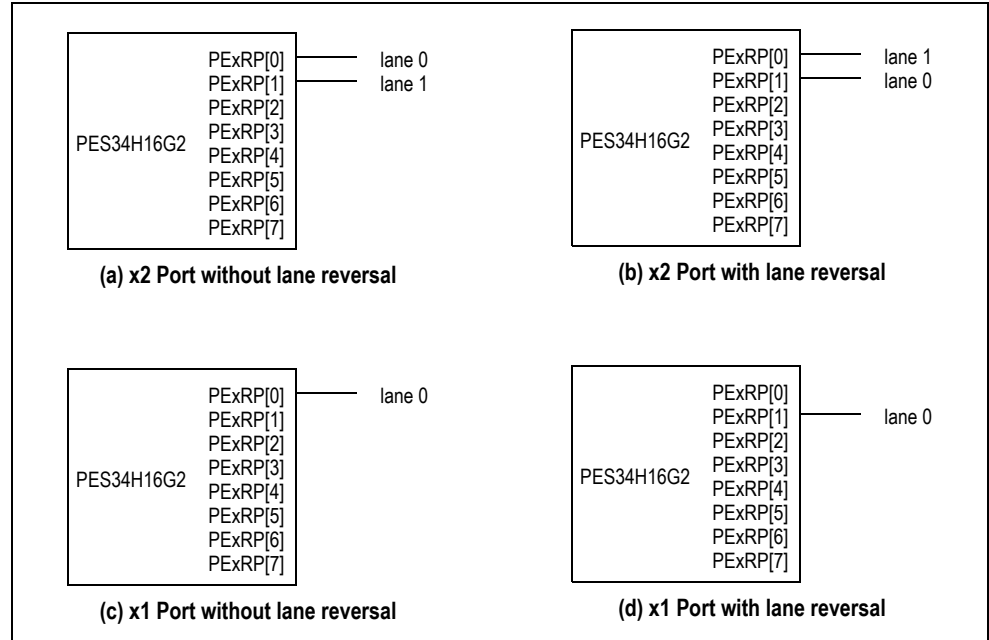 PExRP[0] lane 0
PExRP[1] lane 1
PExRP[2]
PExRP[3]
PES34H16G2
PExRP[4]
PExRP[5]
PExRP[6]
PExRP[7]
(a) x2 Port without lane reversal
PExRP[0] lane 1
PExRP[1] lane 0
PExRP[2]
PExRP[3]
PES34H16G2
PExRP[4]
PExRP[5]
PExRP[6]
PExRP[7]
(b) x2 Port with lane reversal
PExRP[0] lane 0
PExRP[1]
PExRP[2]
PExRP[3]
PES34H16G2
PExRP[4]
PExRP[5]
PExRP[6]
PExRP[7]
(c) x1 Port without lane reversal
PExRP[0]
PExRP[1] lane 0
PExRP[2]
PExRP[3]
PES34H16G2
PExRP[4]
PExRP[5]
PExRP[6]
PExRP[7]
(d) x1 Port with lane reversal